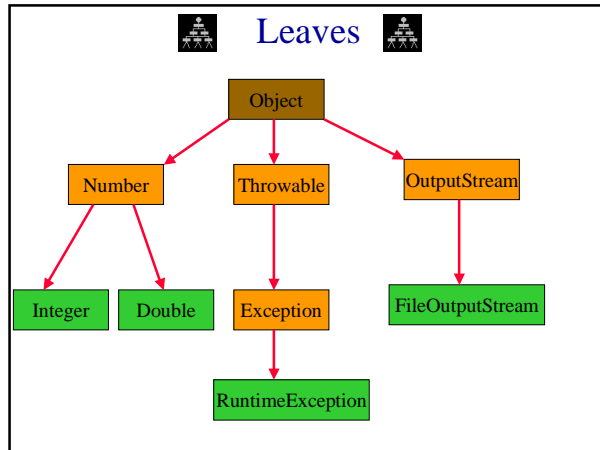 Leaves
Object
Number
Throwable
OutputStream
Integer
Double
Exception
FileOutputStream
RuntimeException